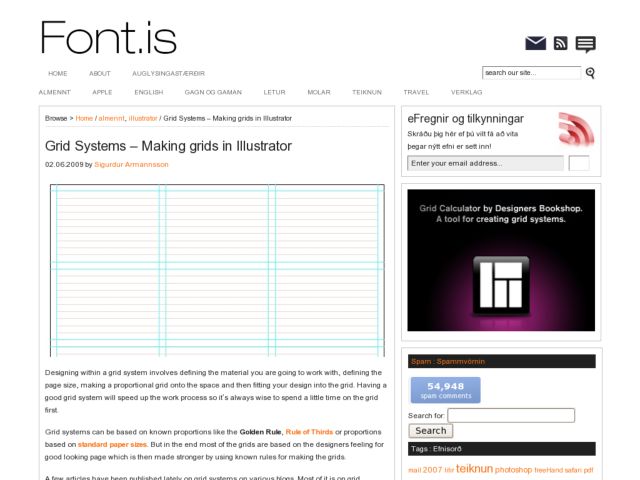 Font.is
HOME ABOUT AUGLÝSINGASTÆRÐIR
search our site...
ALMENNT APPLE ENGLISH GAGN OG GAMAN LETUR MOLAR TEIKNUN TRAVEL VERKLAG
Browse > Home / almennt, illustrator / Grid Systems – Making grids in Illustrator
Grid Systems – Making grids in Illustrator
02.06.2009 by Sigurdur Armannsson
Designing within a grid system involves defining the material you are going to work with, defining the
page size, making a proportional grid onto the space and then fitting your design into the grid. Having a
good grid system will speed up the work process so it's always wise to spend a little time on the grid
first.
Grid systems can be based on known proportions like the Golden Rule, Rule of Thirds or proportions
based on standard paper sizes. But in the end most of the grids are based on the designers feeling for
good looking page which is then made stronger by using known rules for making the grids.
A few articles have been published lately on grid systems on various blogs. Most of it is on grid
eFregnir og tilkynningar
Skráðu þig hér ef þú vilt fá að vita
þegar nýtt efni er sett inn!
Enter your email address...
Grid Calculator by Designers Bookshop.
A tool for creating grid systems.
Spam : Spammvörnin
54,948
spam comments
Search for:
Search
Tags : Efnisorð
mail 2007 litir teiknun photoshop freeHand safari pdf